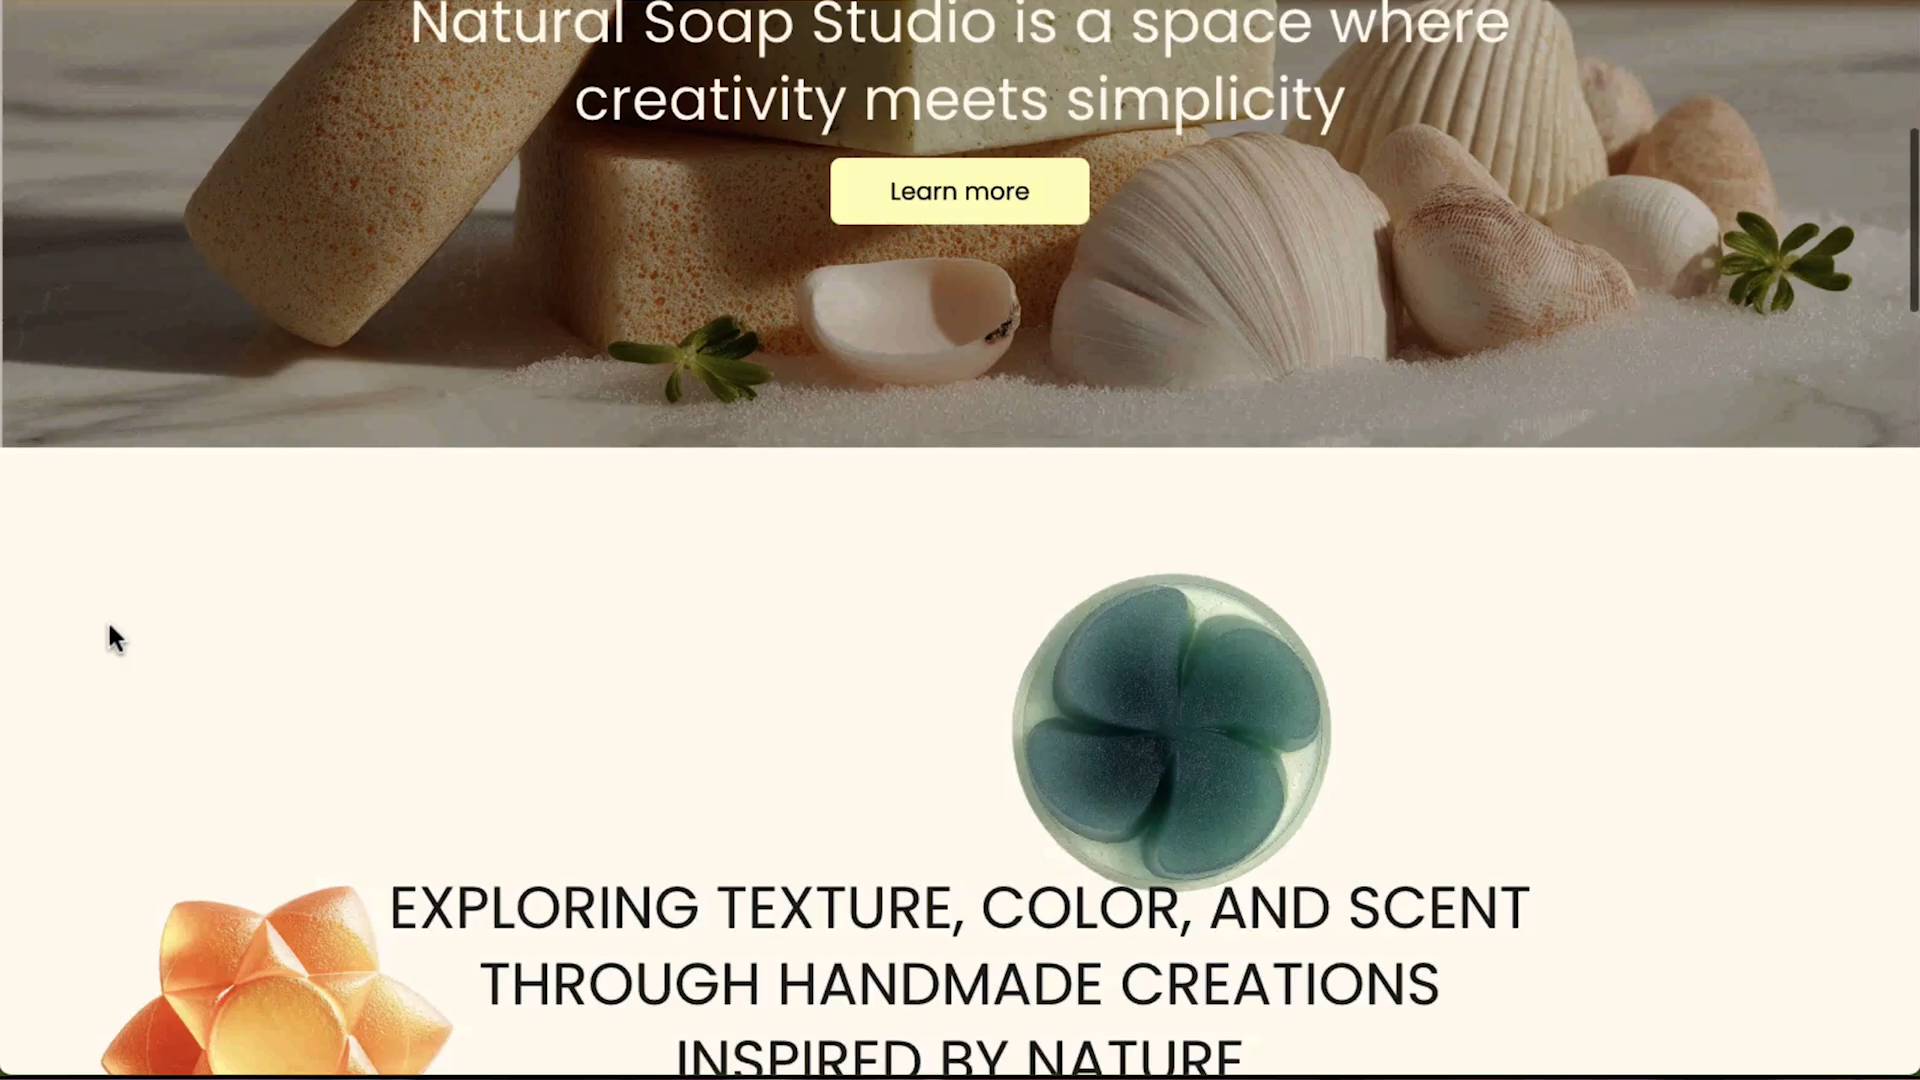 Natural Soap Studio is a space where
creativity meets simplicity
Learn more
EXPLORING TEXTURE, COLOR, AND SCENT
THROUGH HANDMADE CREATIONS
INSPIRED BY NATURE